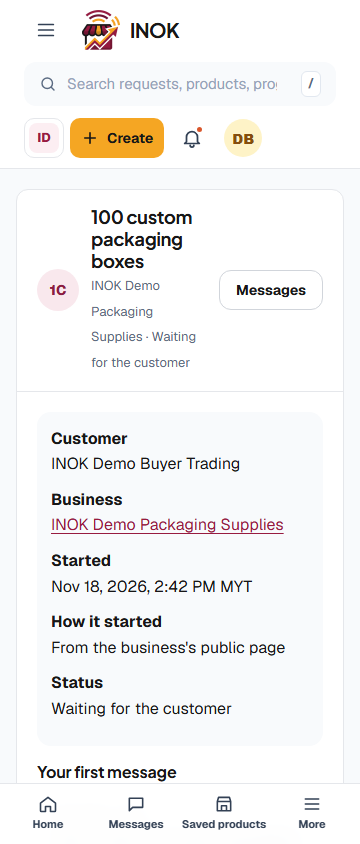 INOK
Search requests, products, pro
/
ID
+ Create
DB
100 custom
packaging
boxes
1C
INOK Demo
Packaging
Supplies · Waiting
for the customer
Messages
Customer
INOK Demo Buyer Trading
Business
INOK Demo Packaging Supplies
Started
Nov 18, 2026, 2:42 PM MYT
How it started
From the business's public page
Status
Waiting for the customer
Your first message
Home
Messages
Saved products
More